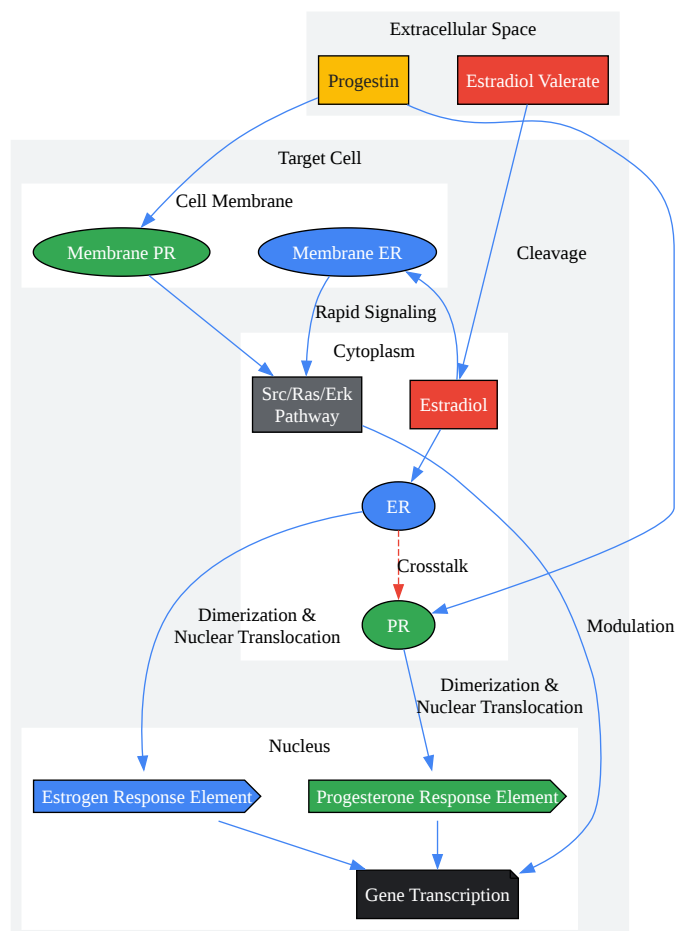 Extracellular Space
Progestin
Estradiol Valerate
Target Cell
Cell Membrane
Membrane PR
Membrane ER
Cleavage
Rapid Signaling
Cytoplasm
Src/Ras/Erk
Pathway
Estradiol
ER
Crosstalk
PR
Dimerization &
Nuclear Translocation
Modulation
Dimerization &
Nuclear Translocation
Nucleus
Estrogen Response Element
Progesterone Response Element
Gene Transcription